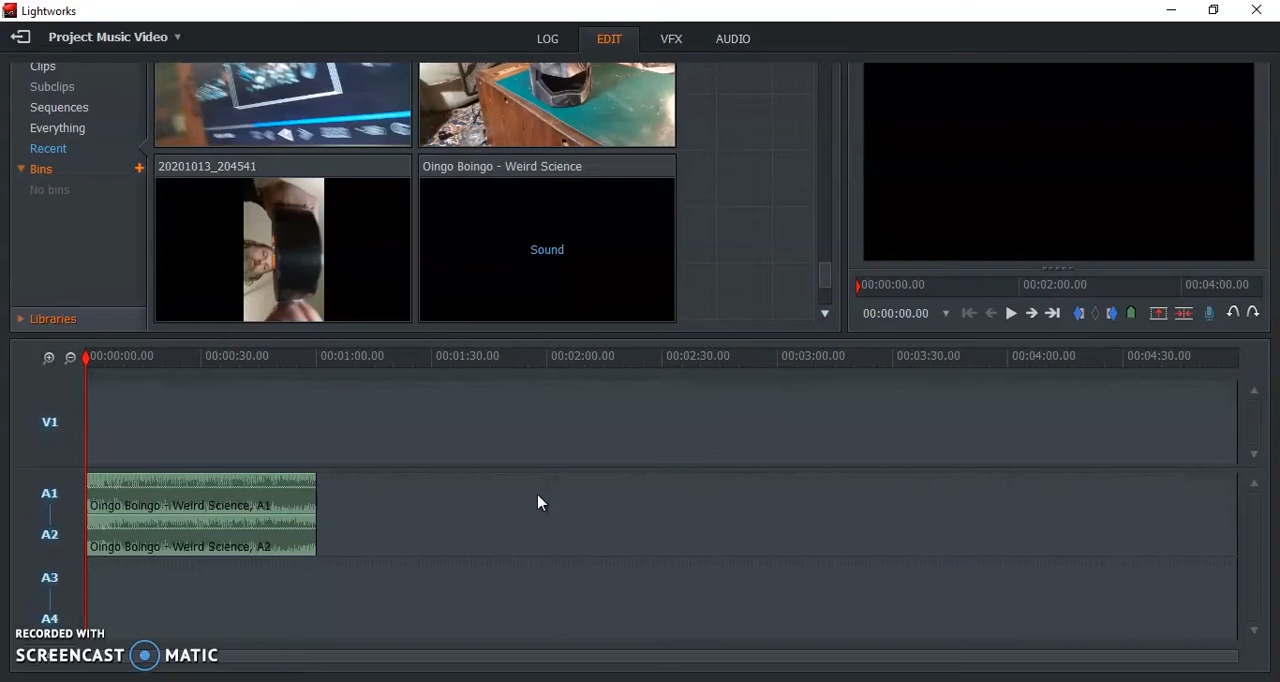 Lightworks
Project Music Video
LOG EDIT VFX AUDIO
Clips
Subclips
Sequences
Everything
Recent
Bins +
No bins
Libraries
20201013_204541
Oingo Boingo - Weird Science
Sound
00:00:00.00 00:02:00.00 00:04:00.00
00:00:00.00
00:00:00.00 00:00:30.00 00:01:00.00 00:01:30.00 00:02:00.00 00:02:30.00 00:03:00.00 00:03:30.00 00:04:00.00 00:04:30.00
V1
A1
Oingo Boingo - Weird Science, A1
A2
Oingo Boingo - Weird Science, A2
A3
A4
RECORDED WITH
SCREENCAST MATIC